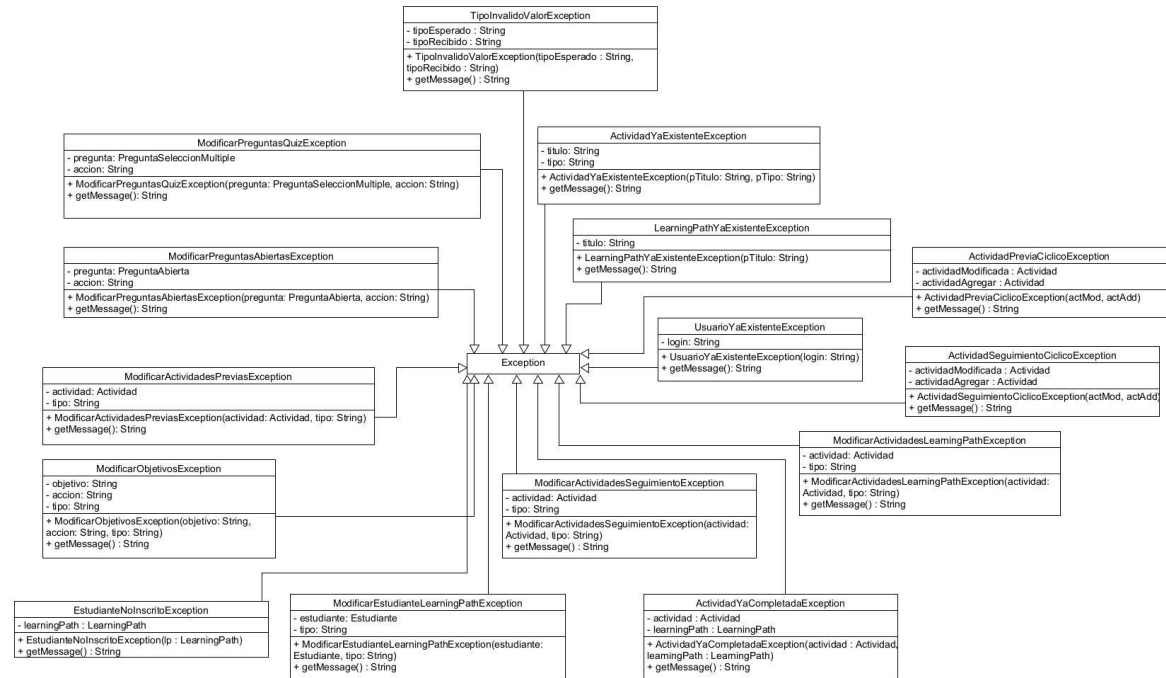 TipoInvalidoValorException
- tipoEsperado : String
- tipoRecibido : String
+ TipoInvalidoValorException(tipoEsperado : String,
tipoRecibido : String)
+ getMessage() : String
ModificarPreguntasQuizException
- pregunta: PreguntaSeleccionMultiple
- accion: String
+ ModificarPreguntasQuizException(pregunta: PreguntaSeleccionMultiple, accion: String)
+ getMessage(): String
ActividadYaExistenteException
- titulo: String
- tipo: String
+ ActividadYaExistenteException(pTitulo: String, pTipo: String)
+ getMessage(): String
LearningPathYaExistenteException
- titulo: String
+ LearningPathYaExistenteException(pTitulo: String)
+ getMessage(): String
ModificarPreguntasAbiertasException
- pregunta: PreguntaAbierta
- accion: String
+ ModificarPreguntasAbiertasException(pregunta: PreguntaAbierta, accion: String)
+ getMessage(): String
ActividadPreviaCiclicoException
- actividadModificada : Actividad
- actividadAgregar : Actividad
+ ActividadPreviaCiclicoException(actMod, actAdd)
+ getMessage() : String
UsuarioYaExistenteException
- login: String
+ UsuarioYaExistenteException(login: String)
+ getMessage(): String
Exception
ActividadSeguimientoCiclicoException
- actividadModificada : Actividad
- actividadAgregar : Actividad
+ ActividadSeguimientoCiclicoException(actMod, actAdd)
+ getMessage() : String
ModificarActividadesPreviasException
- actividad: Actividad
- tipo: String
+ ModificarActividadesPreviasException(actividad: Actividad, tipo: String)
+ getMessage(): String
ModificarActividadesLearningPathException
- actividad: Actividad
- tipo: String
+ ModificarActividadesLearningPathException(actividad:
Actividad, tipo: String)
+ getMessage() : String
ModificarObjetivosException
- objetivo: String
- accion: String
- tipo: String
+ ModificarObjetivosException(objetivo: String,
accion: String, tipo: String)
+ getMessage() : String
ModificarActividadesSeguimientoException
- actividad: Actividad
- tipo: String
+ ModificarActividadesSeguimientoException(actividad:
Actividad, tipo: String)
+ getMessage() : String
EstudianteNoInscritoException
- learningPath : LearningPath
+ EstudianteNoInscritoException(lp : LearningPath)
+ getMessage() : String
ModificarEstudianteLearningPathException
- estudiante: Estudiante
- tipo: String
+ ModificarEstudianteLearningPathException(estudiante:
Estudiante, tipo: String)
+ getMessage() : String
ActividadYaCompletadaException
- actividad : Actividad
- learningPath : LearningPath
+ ActividadYaCompletadaException(actividad : Actividad,
learningPath : LearningPath)
+ getMessage() : String